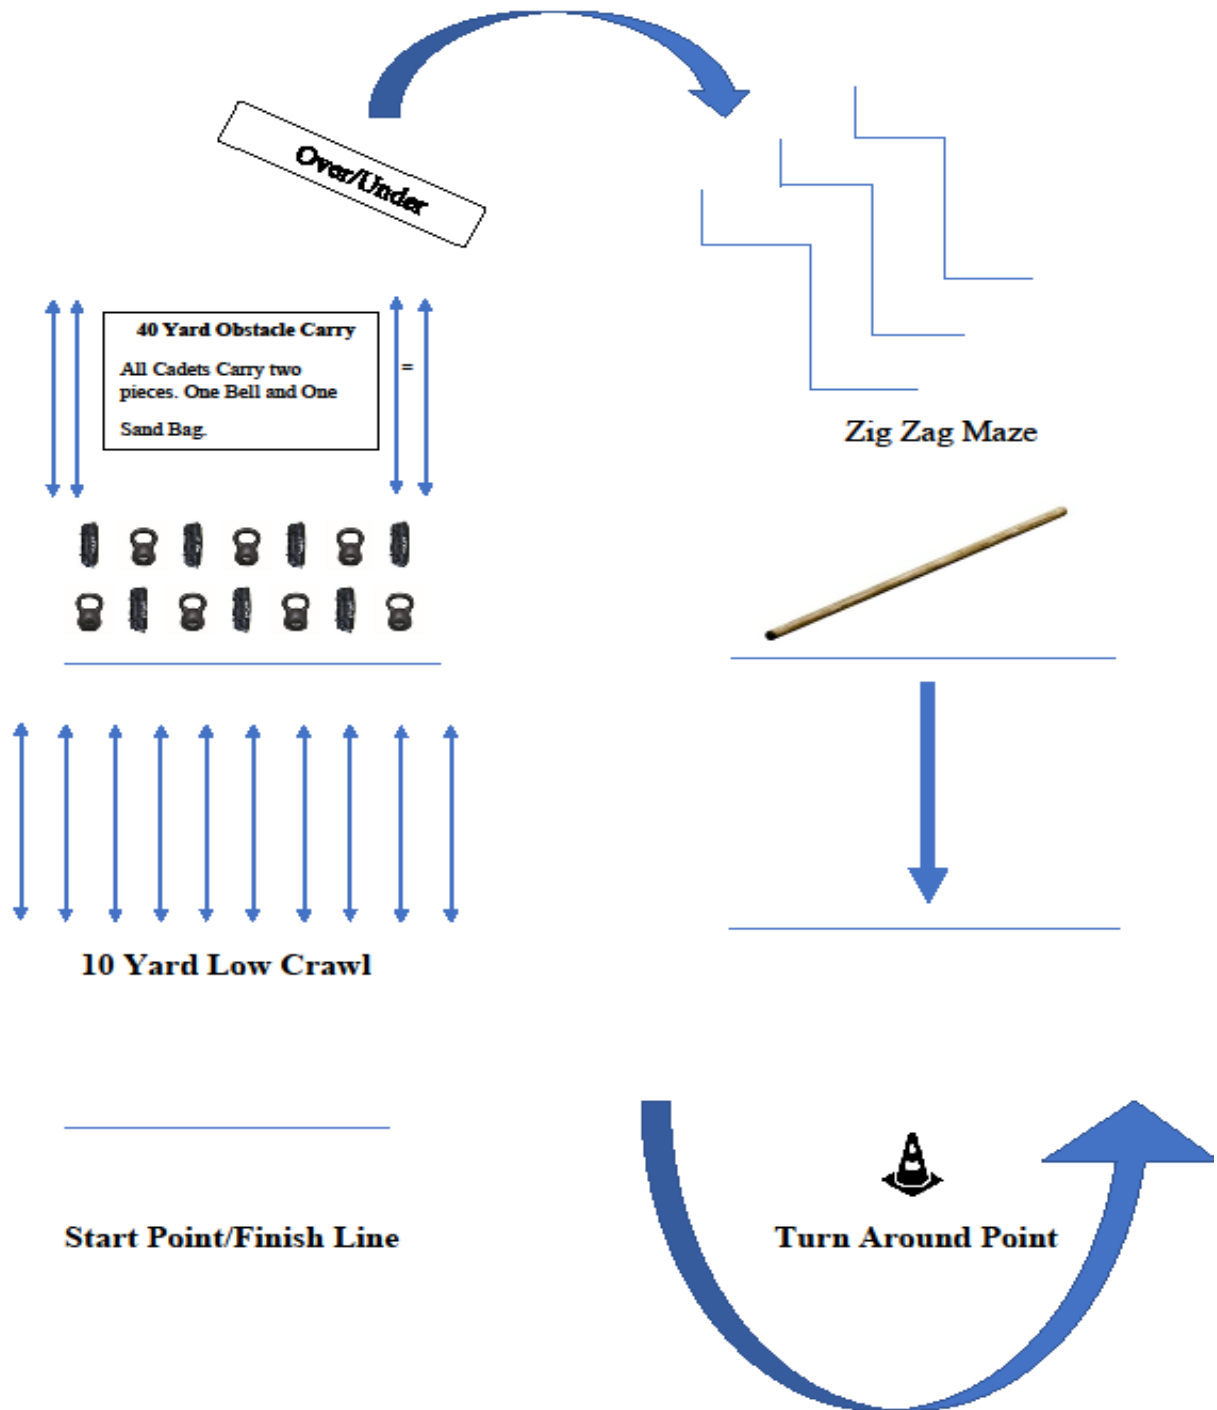 Over/Under
40 Yard Obstacle Carry
All Cadets Carry two
pieces. One Bell and One
Sand Bag.
=
Zig Zag Maze
10 Yard Low Crawl
Start Point/Finish Line
Turn Around Point